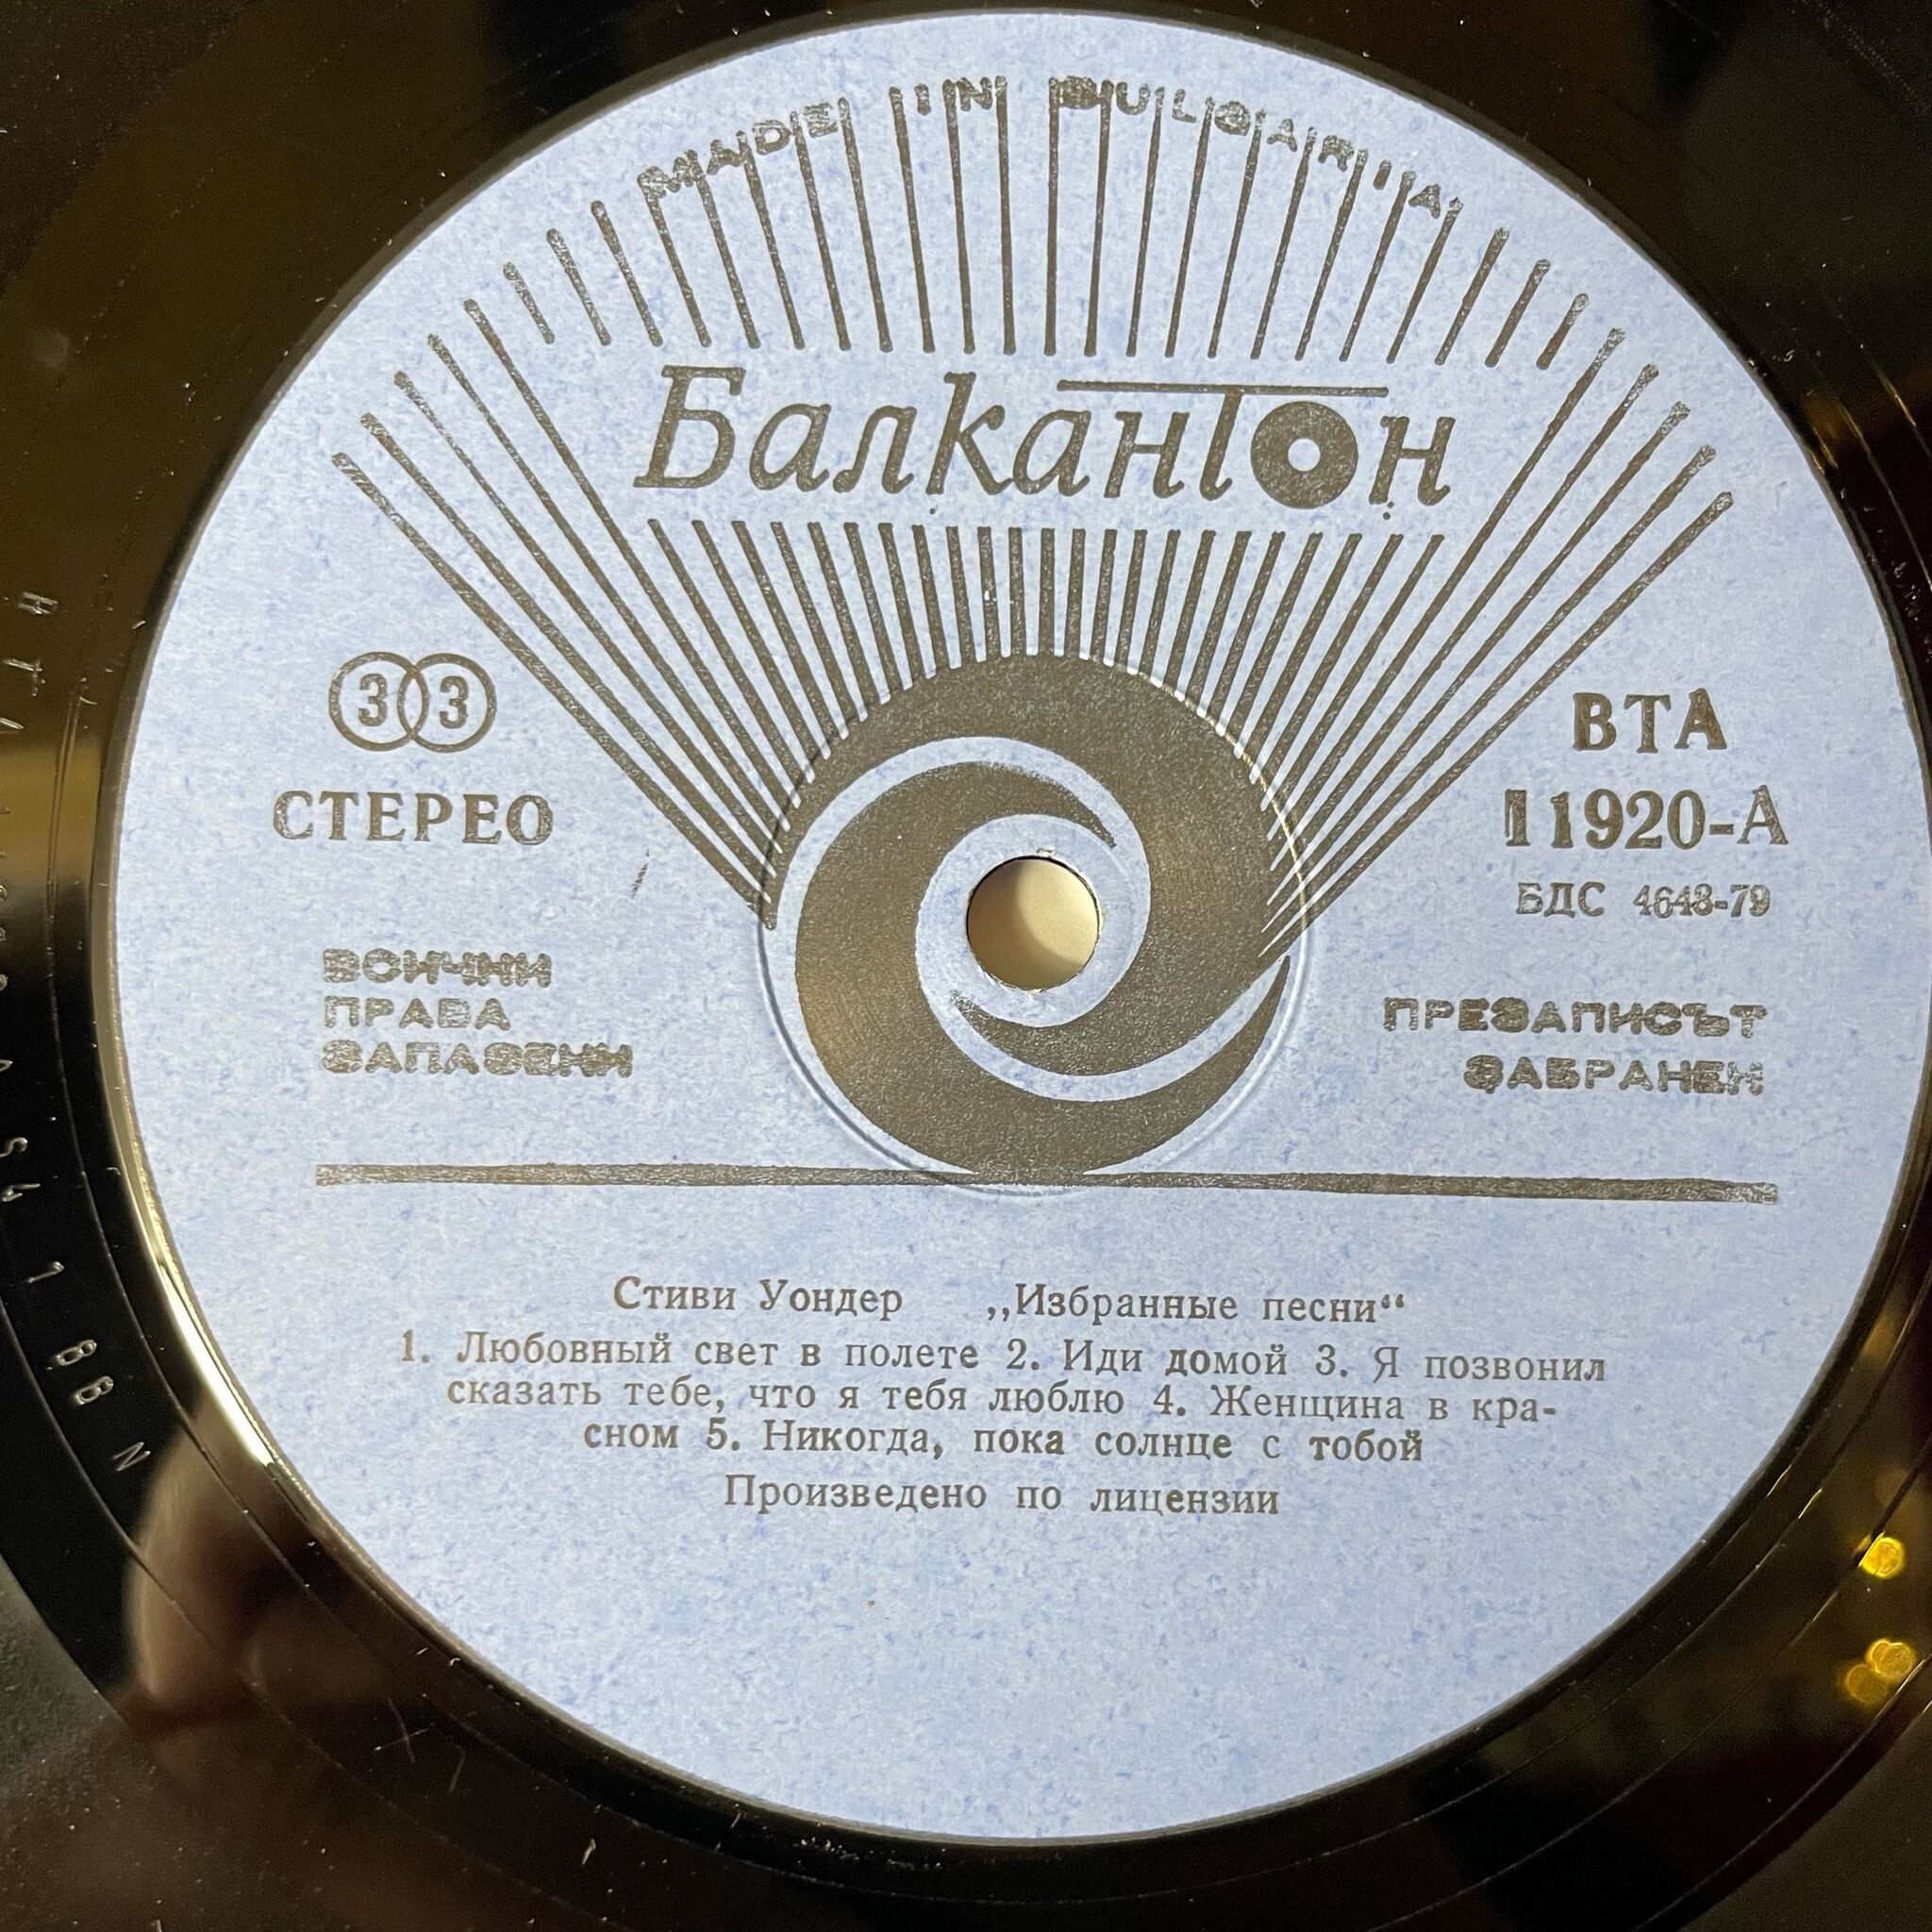 MADE IN BULGARIA
Балкантон
33
СТЕРЕО
ВТА
11920-А
БДС 4643-79
ВСИЧКИ
ПРАВА
ЗАПАЗЕНИ
ПРЕЗАПИСЪТ
ЗАБРАНЕН
Стиви Уондер „Избранные песни“
1. Любовный свет в полете 2. Иди домой 3. Я позвонил
сказать тебе, что я тебя люблю 4. Женщина в кра-
сном 5. Никогда, пока солнце с тобой
Произведено по лицензии